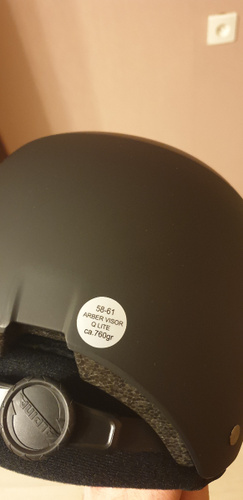 58-61
ARBER VISOR
Q LITE
ca.760gr